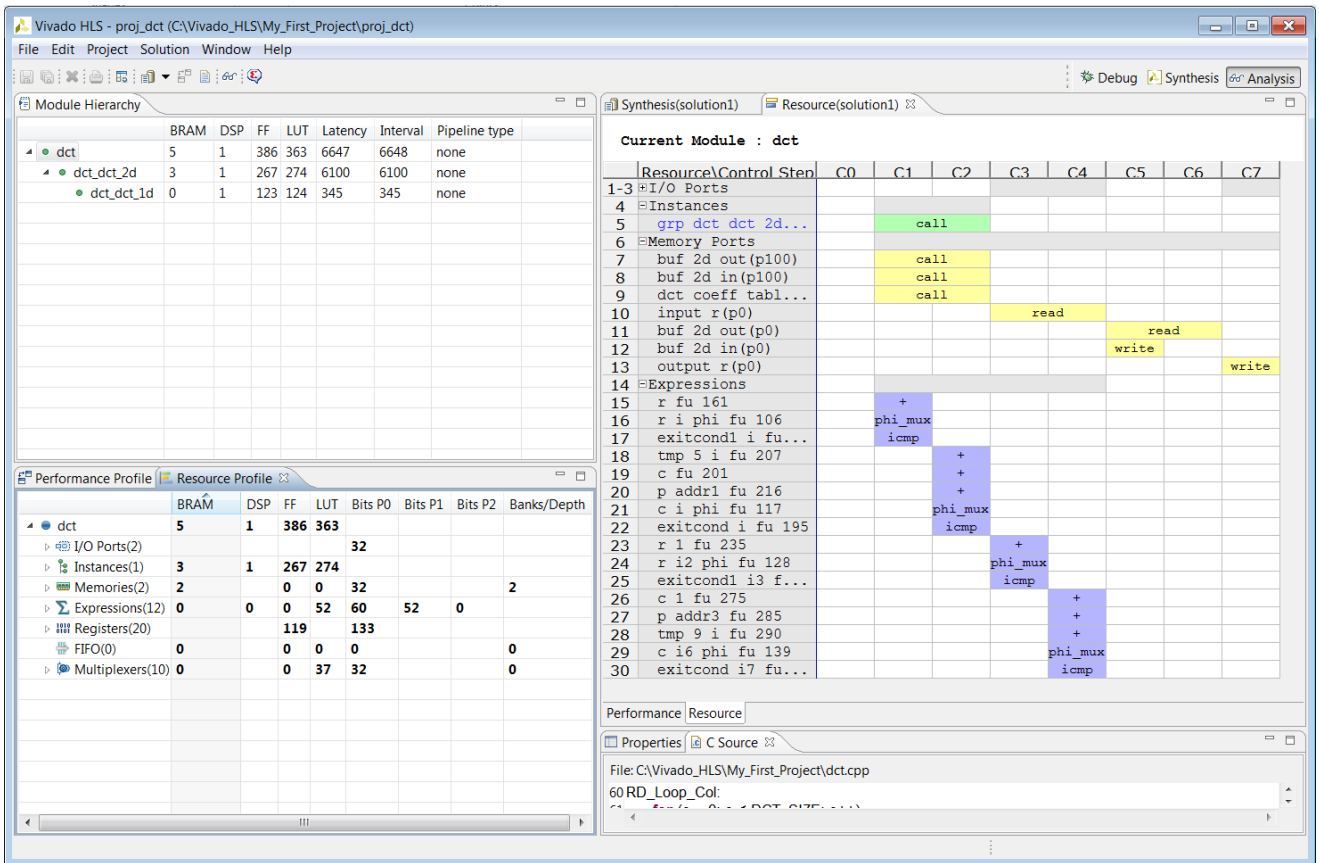 Vivado HLS - proj_dct (C:\Vivado_HLS\My_First_Project\proj_dct)
File Edit Project Solution Window Help
Debug Synthesis Analysis
Module Hierarchy
BRAM DSP FF LUT Latency Interval Pipeline type
dct 5 1 386 363 6647 6648 none
dct_dct_2d 3 1 267 274 6100 6100 none
dct_dct_1d 0 0 123 124 345 345 none
Performance Profile Resource Profile
BRAM DSP FF LUT Bits P0 Bits P1 Bits P2 Banks/Depth
dct 5 1 386 363
I/O Ports(2) 32
Instances(1) 3 1 267 274
Memories(2) 2 0 0 32 2
Expressions(12) 0 0 0 52 60 52 0
Registers(20) 119 133
FIFO(0) 0 0 0 0 0
Multiplexers(10) 0 0 37 32 0
Synthesis(solution1) Resource(solution1)
Current Module : dct
Resource\Control Step C0 C1 C2 C3 C4 C5 C6 C7
1-3 I/O Ports
4 Instances
5 grp dct dct 2d... call
6 Memory Ports
7 buf 2d out(p100) call
8 buf 2d in(p100) call
9 dct coeff tabl... call
10 input r(p0) read
11 buf 2d out(p0) read
12 buf 2d in(p0) write
13 output r(p0) write
14 Expressions
15 r fu 161 +
16 r i phi fu 106 phi_mux
17 exitcond1 i fu... icmp
18 tmp 5 i fu 207 +
19 c fu 201 +
20 p addr1 fu 216 +
21 c i phi fu 117 phi_mux
22 exitcond i fu 195 icmp
23 r 1 fu 235 +
24 r i2 phi fu 128 phi_mux
25 exitcond1 i3 f... icmp
26 c 1 fu 275 +
27 p addr3 fu 285 +
28 tmp 9 i fu 290 +
29 c i6 phi fu 139 phi_mux
30 exitcond i7 fu... icmp
Performance Resource
Properties C Source
File: C:\Vivado_HLS\My_First_Project\dct.cpp
60 RD_Loop_Col: